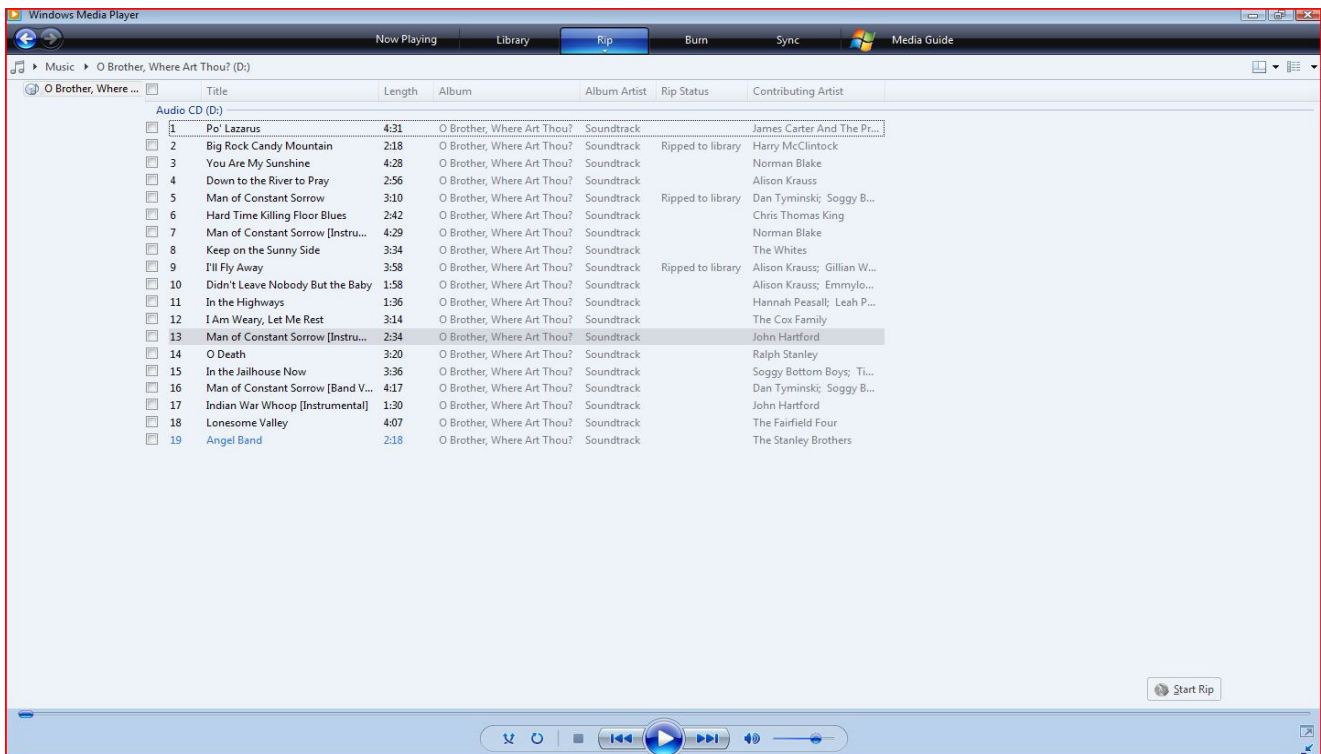 Windows Media Player
Now Playing Library Rip Burn Sync Media Guide
Music O Brother, Where Art Thou? (D:)
O Brother, Where ... Title Length Album Album Artist Rip Status Contributing Artist
Audio CD (D:)
1 Po' Lazarus 4:31 O Brother, Where Art Thou? Soundtrack James Carter And The Pr...
2 Big Rock Candy Mountain 2:18 O Brother, Where Art Thou? Soundtrack Ripped to library Harry McClintock
3 You Are My Sunshine 4:28 O Brother, Where Art Thou? Soundtrack Norman Blake
4 Down to the River to Pray 2:56 O Brother, Where Art Thou? Soundtrack Alison Krauss
5 Man of Constant Sorrow 3:10 O Brother, Where Art Thou? Soundtrack Ripped to library Dan Tyminski; Soggy B...
6 Hard Time Killing Floor Blues 2:42 O Brother, Where Art Thou? Soundtrack Chris Thomas King
7 Man of Constant Sorrow [Instru... 4:29 O Brother, Where Art Thou? Soundtrack Norman Blake
8 Keep on the Sunny Side 3:34 O Brother, Where Art Thou? Soundtrack The Whites
9 I'll Fly Away 3:58 O Brother, Where Art Thou? Soundtrack Ripped to library Alison Krauss; Gillian W...
10 Didn't Leave Nobody But the Baby 1:58 O Brother, Where Art Thou? Soundtrack Alison Krauss; Emmylo...
11 In the Highways 1:36 O Brother, Where Art Thou? Soundtrack Hannah Peasall; Leah P...
12 I Am Weary, Let Me Rest 3:14 O Brother, Where Art Thou? Soundtrack The Cox Family
13 Man of Constant Sorrow [Instru... 2:34 O Brother, Where Art Thou? Soundtrack John Hartford
14 O Death 3:20 O Brother, Where Art Thou? Soundtrack Ralph Stanley
15 In the Jailhouse Now 3:36 O Brother, Where Art Thou? Soundtrack Soggy Bottom Boys; Ti...
16 Man of Constant Sorrow [Band V... 4:17 O Brother, Where Art Thou? Soundtrack Dan Tyminski; Soggy B...
17 Indian War Whoop [Instrumental] 1:30 O Brother, Where Art Thou? Soundtrack John Hartford
18 Lonesome Valley 4:07 O Brother, Where Art Thou? Soundtrack The Fairfield Four
19 Angel Band 2:18 O Brother, Where Art Thou? Soundtrack The Stanley Brothers
Start Rip